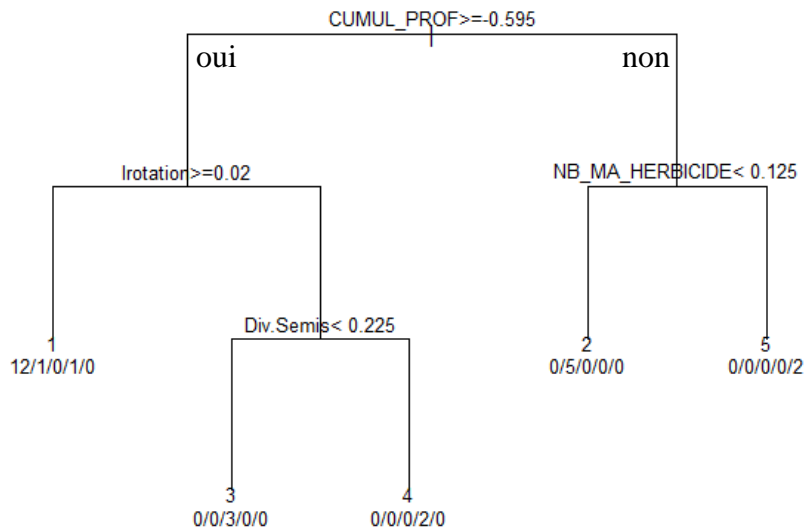 CUMUL_PROF>=-0.595
oui
non
Irotation>=0.02
NB_MA_HERBICIDE< 0.125
Div.Semis< 0.225
1
12/1/0/1/0
2
0/5/0/0/0
5
0/0/0/0/2
3
0/0/3/0/0
4
0/0/0/2/0